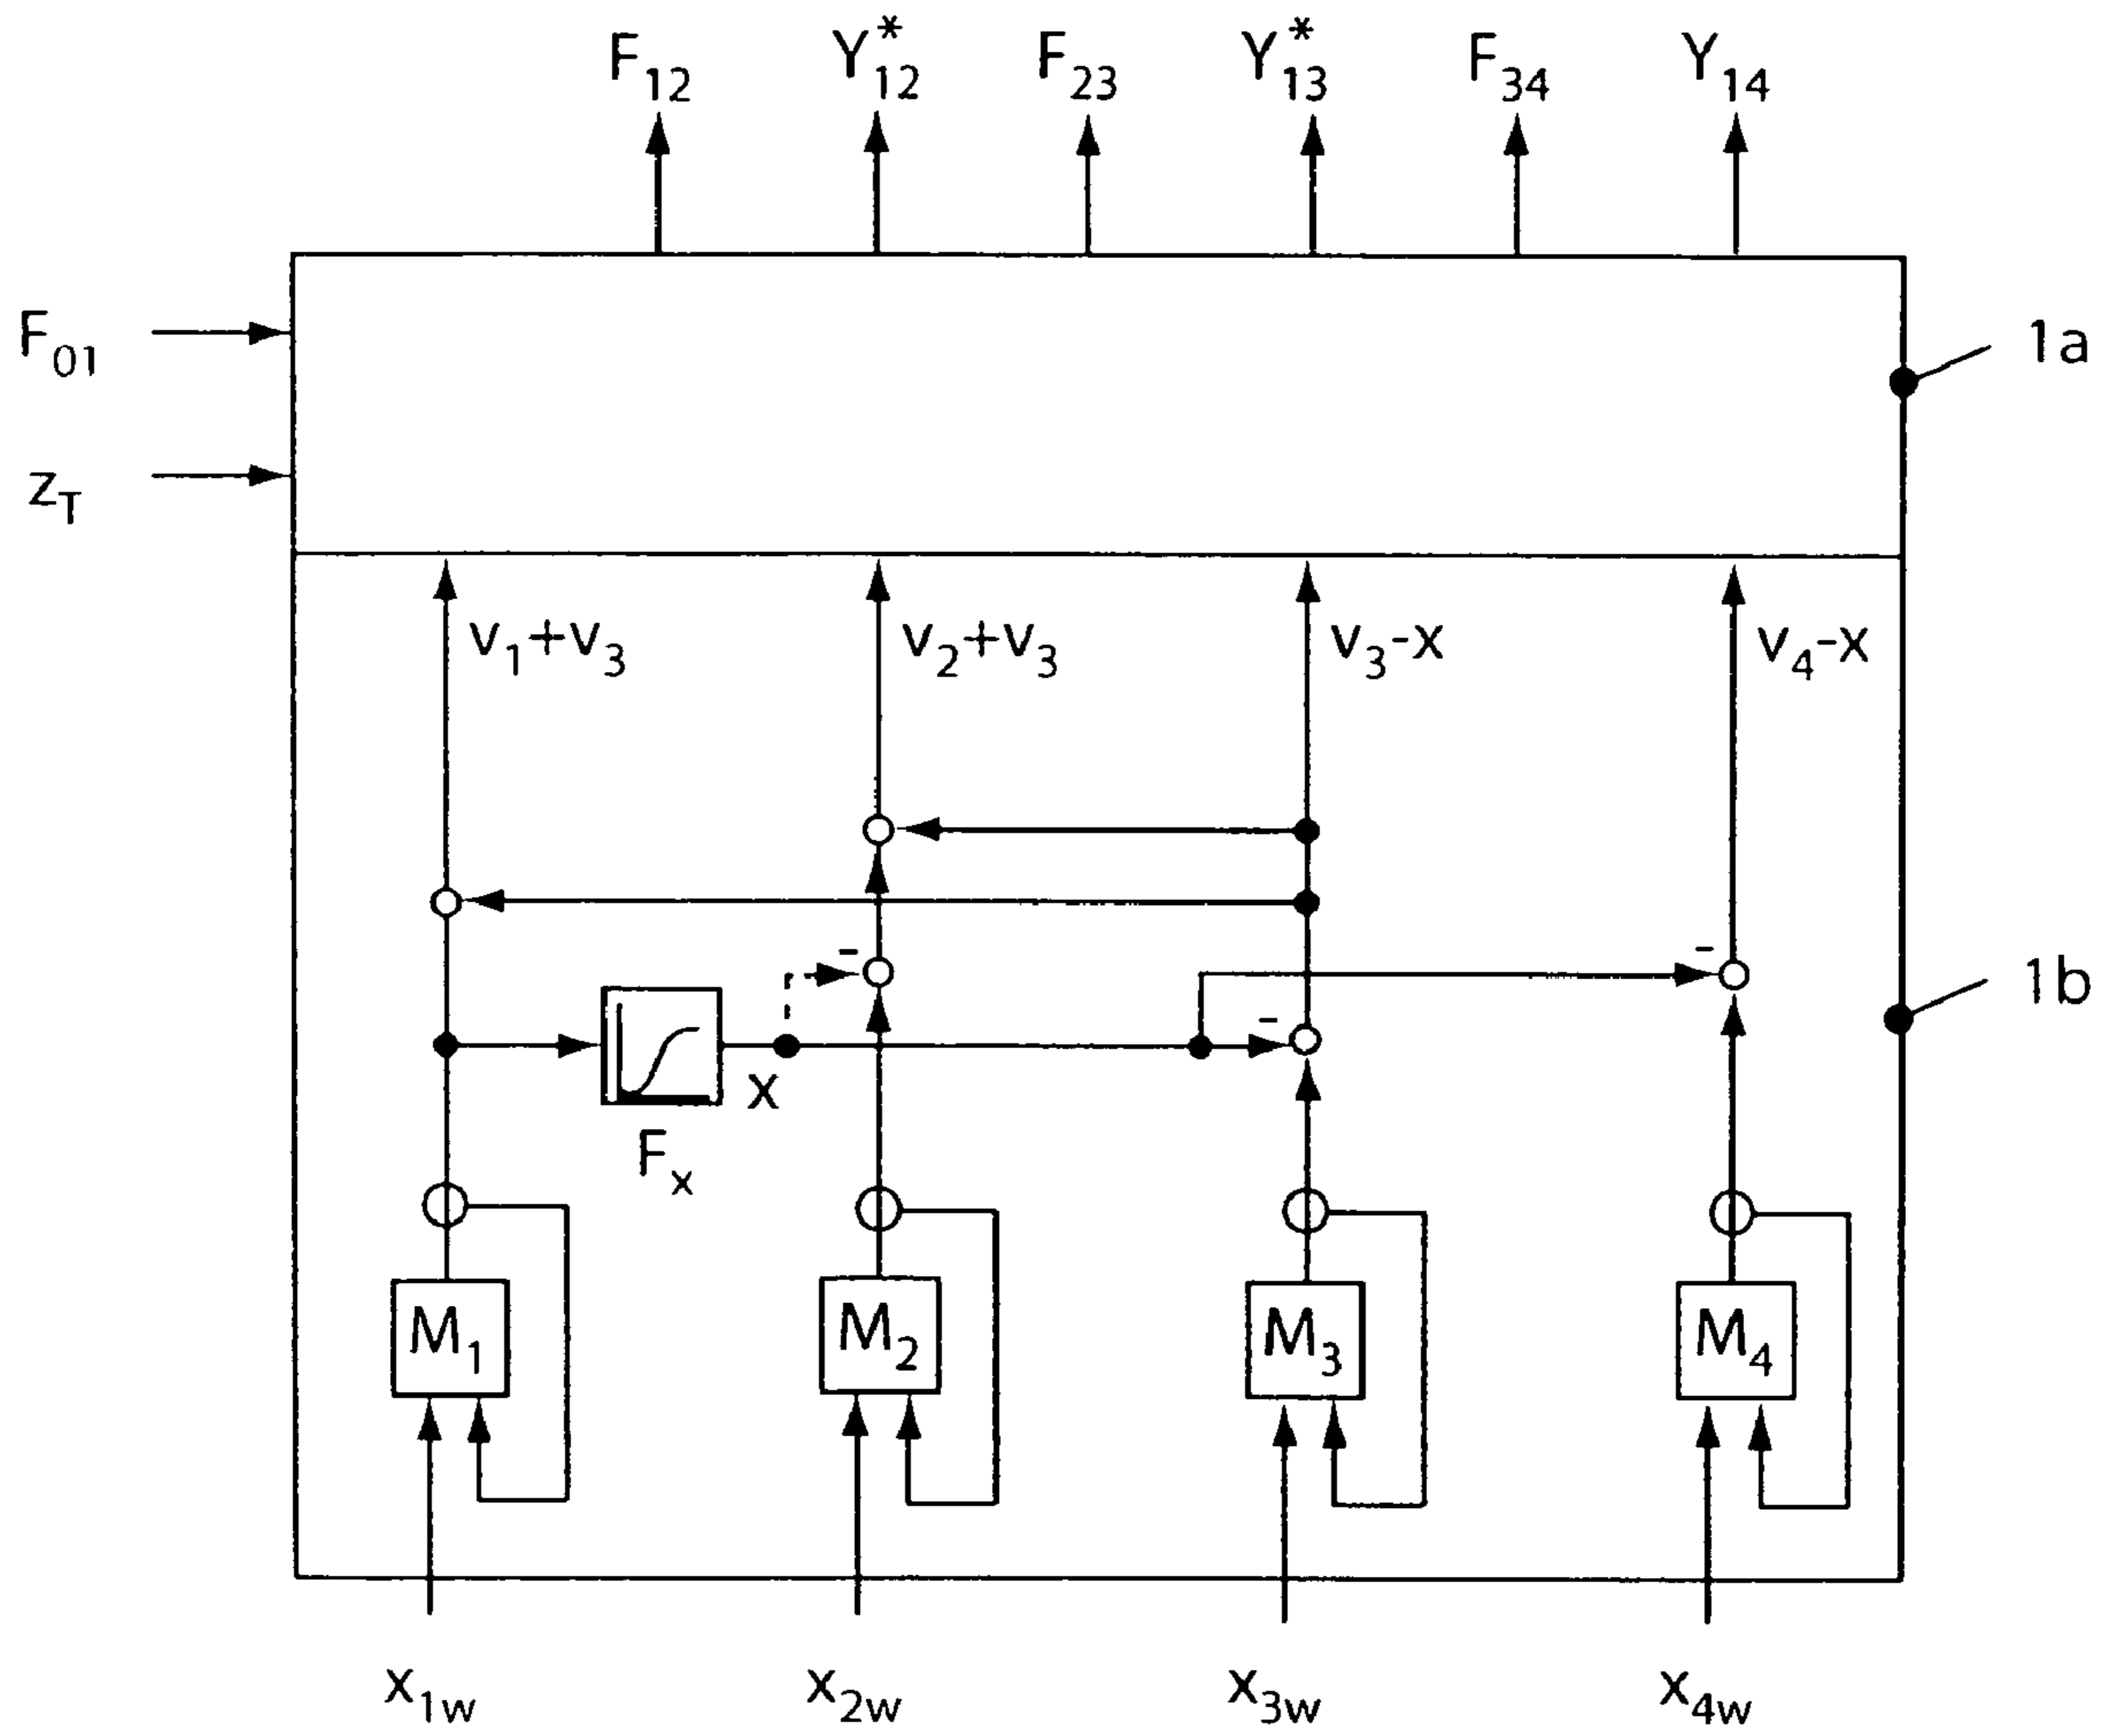 F12 Y*12 F23 Y*13 F34 Y14
F01
1a
zT
v1+v3 v2+v3 v3-x v4-x
- -
1b
-
x
Fx
M1 M2 M3 M4
x1w x2w x3w x4w